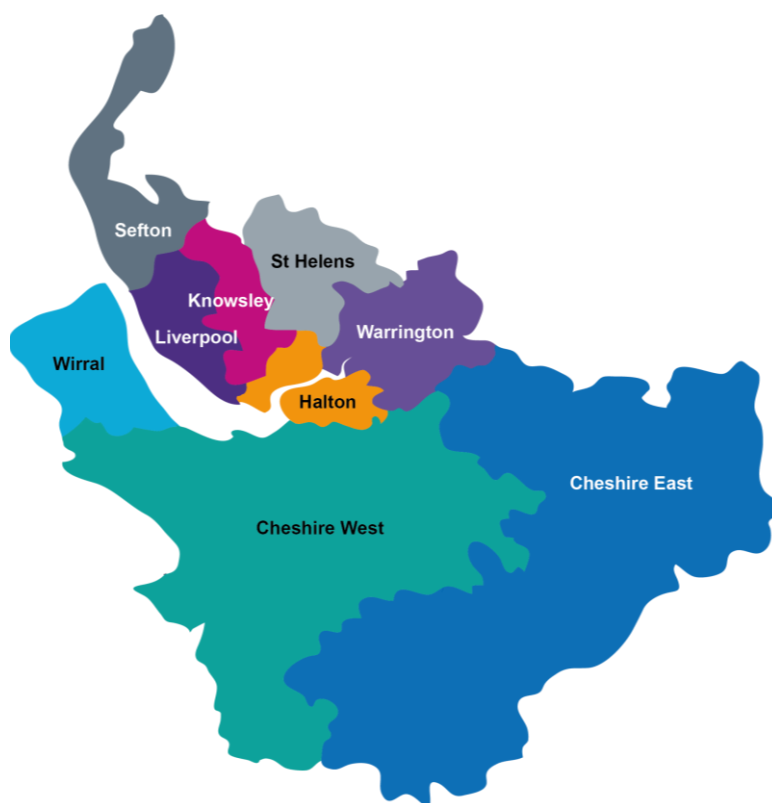 Sefton
St Helens
Knowsley
Liverpool
Warrington
Wirral
Halton
Cheshire East
Cheshire West